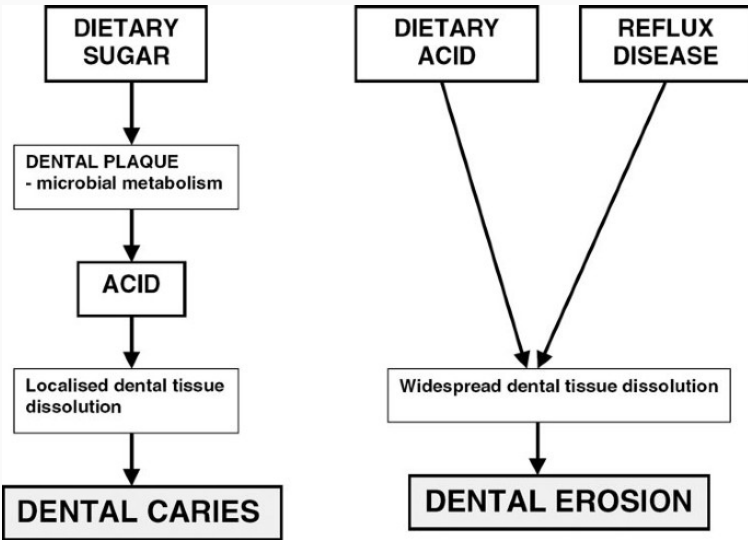 DIETARY
SUGAR
DENTAL PLAQUE
- microbial metabolism
ACID
Localised dental tissue
dissolution
DENTAL CARIES
DIETARY
ACID
REFLUX
DISEASE
Widespread dental tissue dissolution
DENTAL EROSION